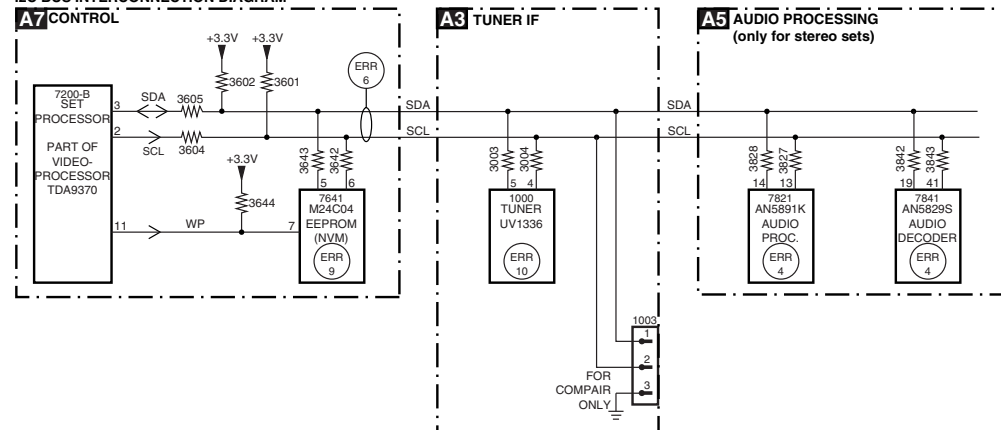 I2C BUS INTERCONNECTION DIAGRAM
A7 CONTROL
+3.3V
+3.3V
3602
3601
ERR
6
7200-B
SET
PROCESSOR
PART OF
VIDEO-
PROCESSOR
TDA9370
3
SDA
3605
SDA
2
SCL
3604
SCL
+3.3V
3644
3643
3642
5
6
11
WP
7
7641
M24C04
EEPROM
(NVM)
ERR
9
A3 TUNER IF
3003
3004
5
4
1000
TUNER
UV1336
ERR
10
SDA
SCL
1003
1
2
3
FOR
COMPAIR
ONLY
A5 AUDIO PROCESSING
(only for stereo sets)
3828
3827
14
13
7821
AN5891K
AUDIO
PROC.
ERR
4
3842
3843
19
41
7841
AN5829S
AUDIO
DECODER
ERR
4